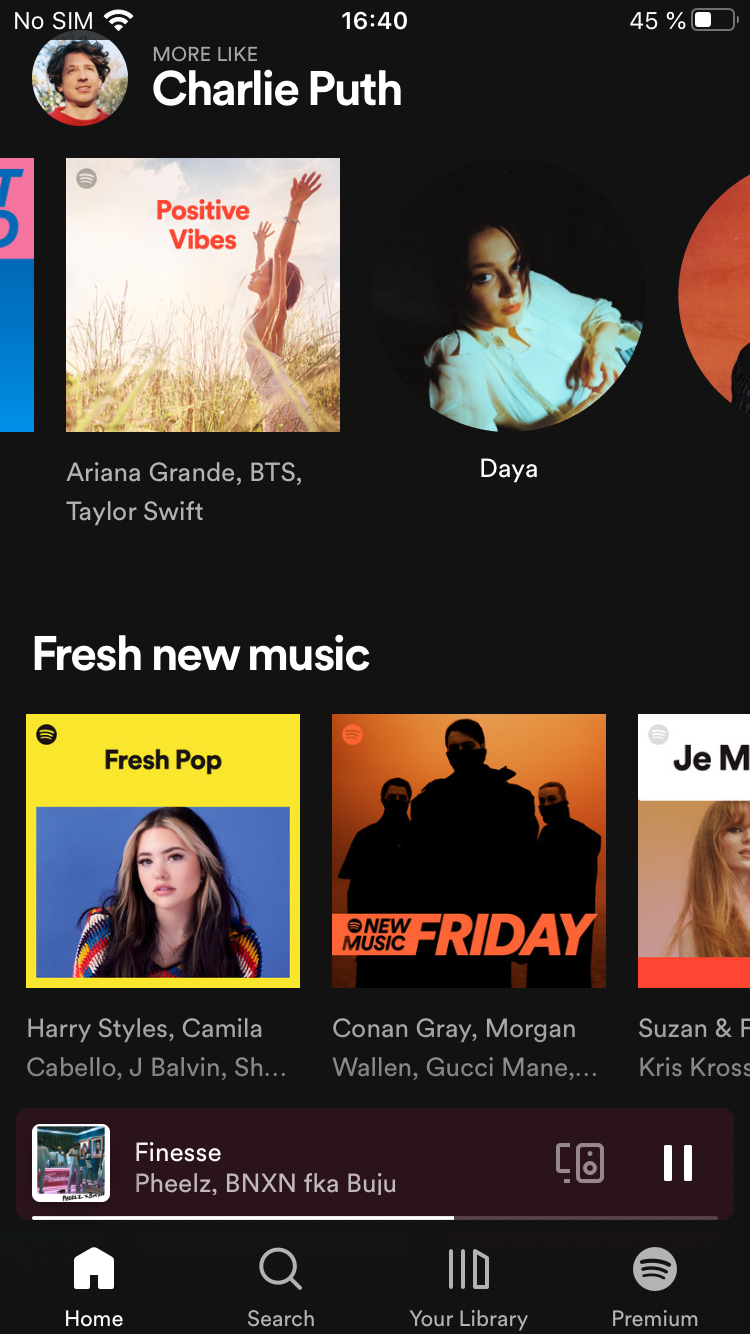 No SIM 16:40 45 %
MORE LIKE
Charlie Puth
Positive
Vibes
Ariana Grande, BTS,
Taylor Swift
Daya
Fresh new music
Fresh Pop
NEW
MUSIC FRIDAY
Je M
Harry Styles, Camila
Cabello, J Balvin, Sh...
Conan Gray, Morgan
Wallen, Gucci Mane,...
Suzan & F
Kris Kross
Finesse
Pheelz, BNXN fka Buju
Home
Search
Your Library
Premium